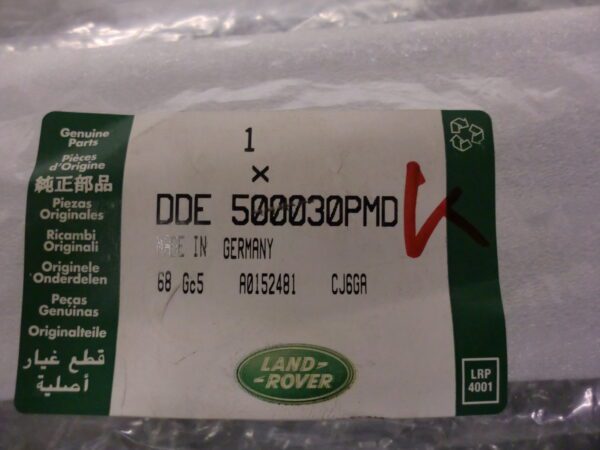 Genuine
Parts
Pièces
d'Origine
純正部品
Piezas
Originales
Ricambi
Originali
Originele
Onderdelen
Peças
Genuinas
Originalteile
قطع غيار
أصلية
1
×
DDE 500030PMD
MADE IN GERMANY
68 Gc5 A0152481 CJ6GA
LAND-
-ROVER
LRP
4001